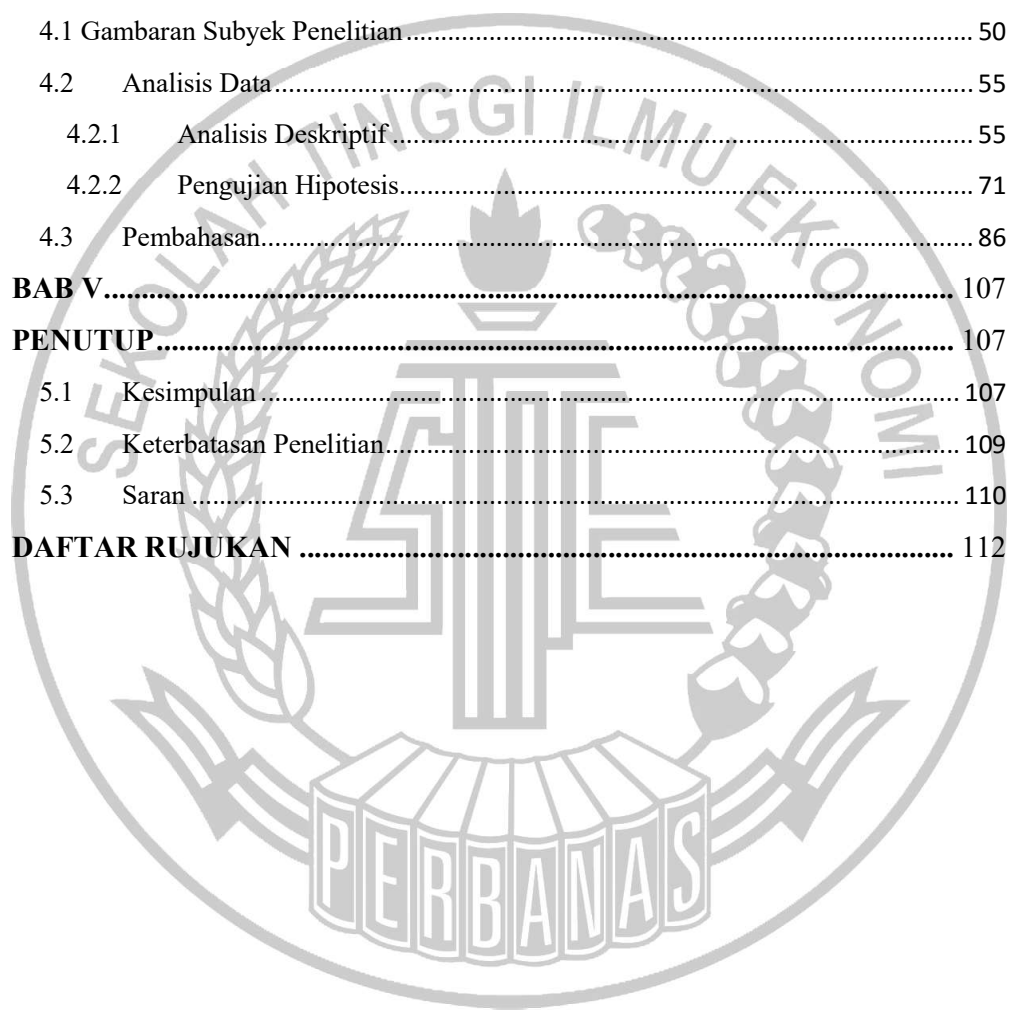 4.1 Gambaran Subyek Penelitian ........ 50
4.2 Analisis Data ........ 55
4.2.1 Analisis Deskriptif ........ 55
4.2.2 Pengujian Hipotesis ........ 71
4.3 Pembahasan ........ 86
BAB V ........ 107
PENUTUP ........ 107
5.1 Kesimpulan ........ 107
5.2 Keterbatasan Penelitian ........ 109
5.3 Saran ........ 110
DAFTAR RUJUKAN ........ 112
SEKOLAH TINGGI ILMU EKONOMI
STIE
PERBANAS